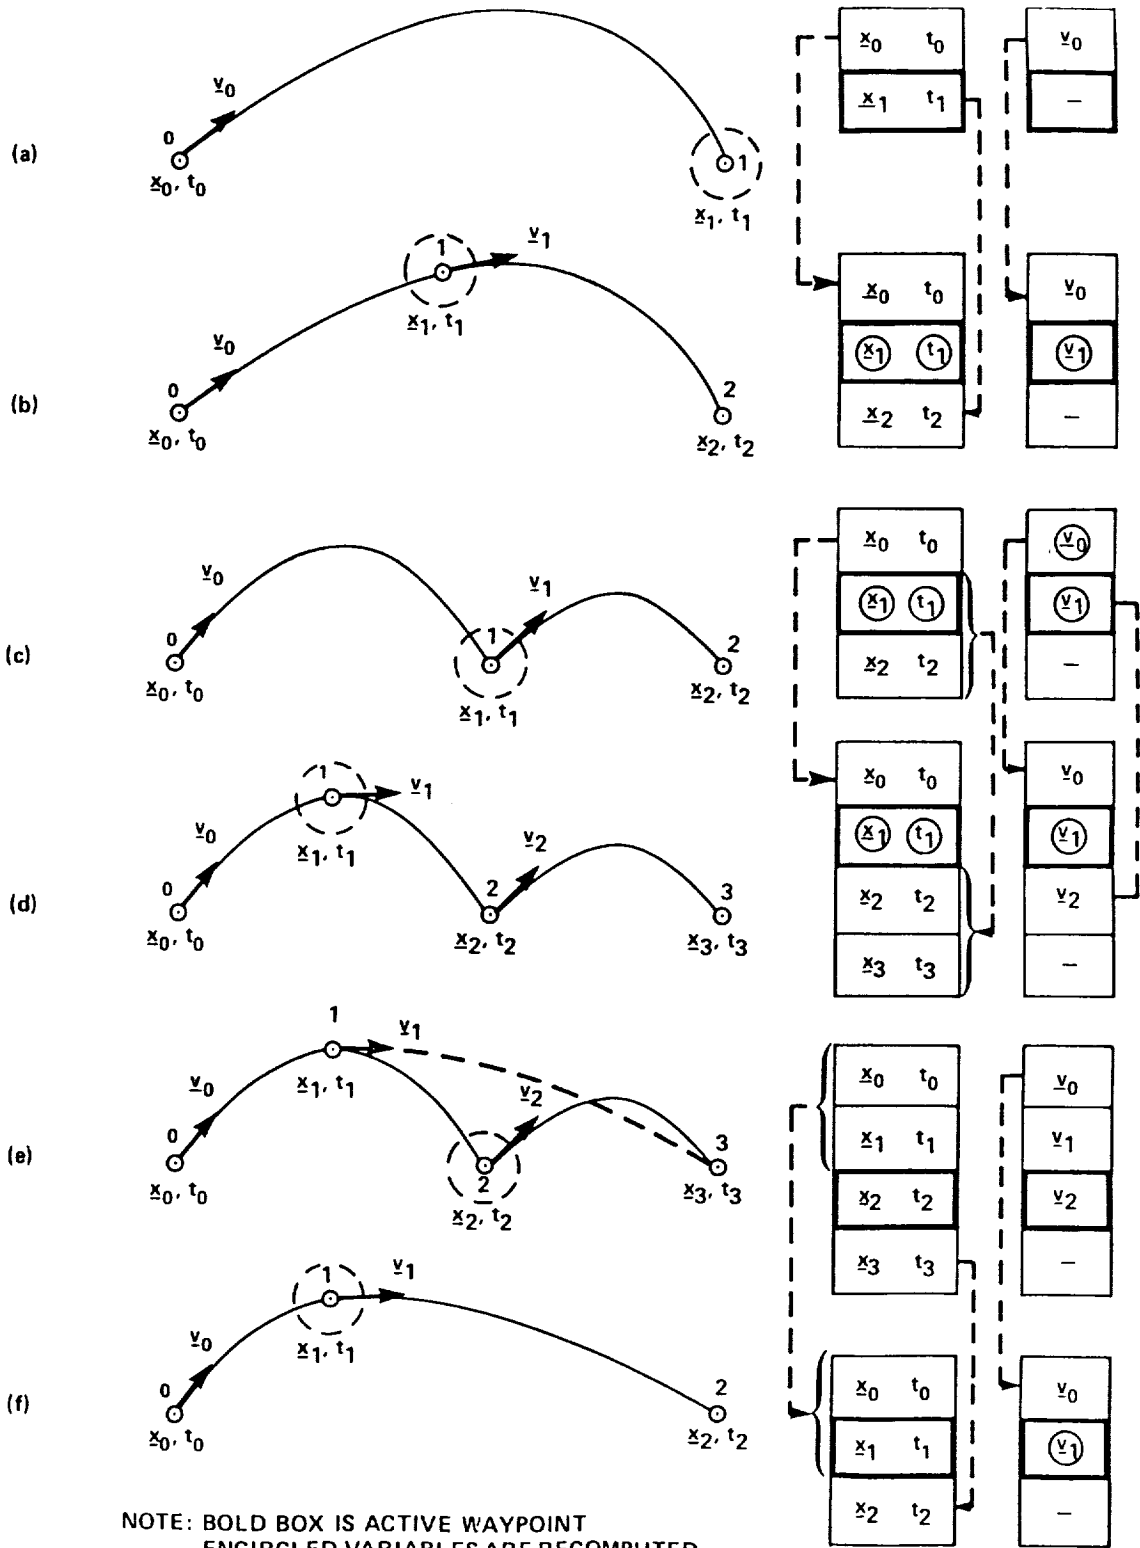 (a)
v0
0
x0, t0
1
x1, t1
x0 t0
x1 t1
v0
–
(b)
v0
0
x0, t0
1
v1
x1, t1
2
x2, t2
x0 t0
x1 t1
x2 t2
v0
v1
–
(c)
v0
0
x0, t0
1
v1
x1, t1
2
x2, t2
x0 t0
x1 t1
x2 t2
v0
v1
–
(d)
v0
0
x0, t0
1
v1
x1, t1
2
v2
x2, t2
3
x3, t3
x0 t0
x1 t1
x2 t2
x3 t3
v0
v1
v2
–
(e)
v0
0
x0, t0
1
v1
x1, t1
v2
2
x2, t2
3
x3, t3
x0 t0
x1 t1
x2 t2
x3 t3
v0
v1
v2
–
(f)
v0
0
x0, t0
1
v1
x1, t1
2
x2, t2
x0 t0
x1 t1
x2 t2
v0
v1
–
NOTE: BOLD BOX IS ACTIVE WAYPOINT
ENCIRCLED VARIABLES ARE RECOMPUTED